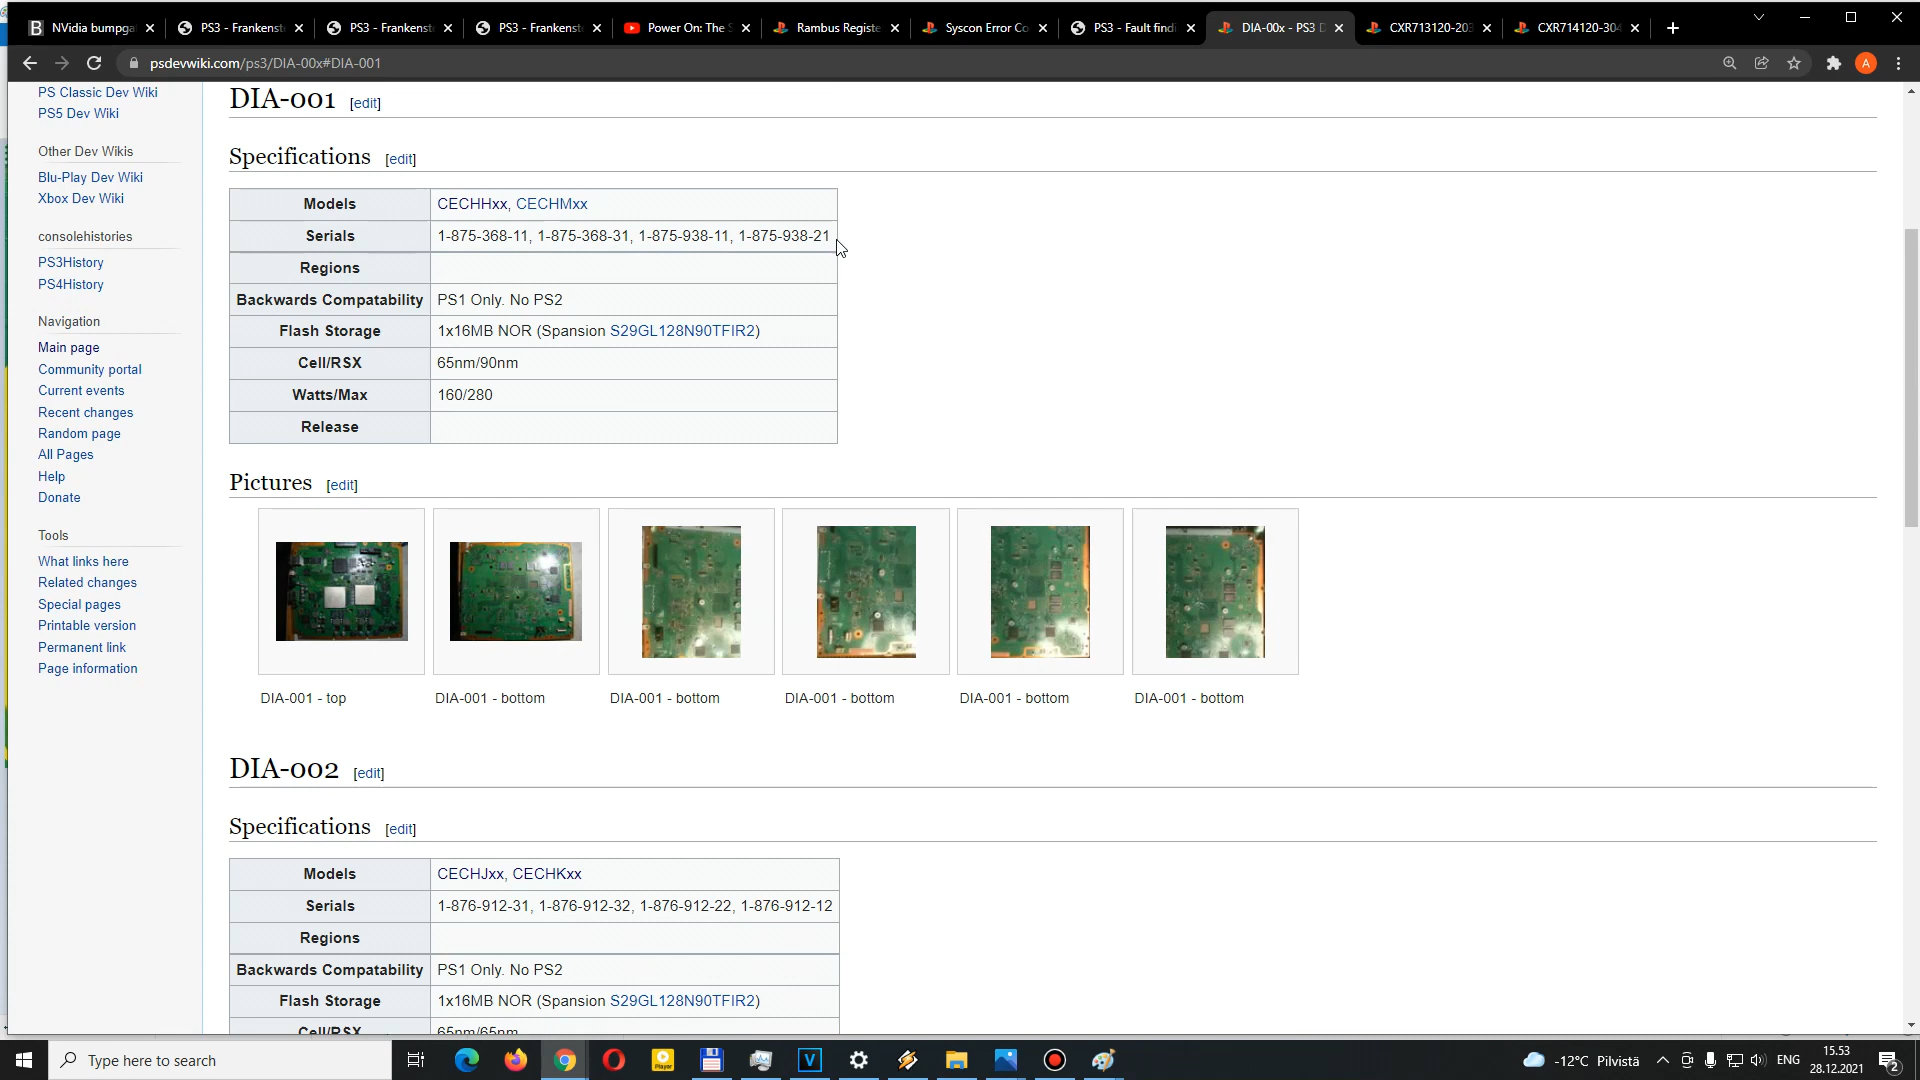 NVidia bumpga
PS3 - Frankenst
PS3 - Frankenst
PS3 - Frankenst
Power On: The S
Rambus Registe
Syscon Error Co
PS3 - Fault findi
DIA-00x - PS3 D
CXR713120-203
CXR714120-304
psdevwiki.com/ps3/DIA-00x#DIA-001
A
PS Classic Dev Wiki
PS5 Dev Wiki
Other Dev Wikis
Blu-Play Dev Wiki
Xbox Dev Wiki
consolehistories
PS3History
PS4History
Navigation
Main page
Community portal
Current events
Recent changes
Random page
All Pages
Help
Donate
Tools
What links here
Related changes
Special pages
Printable version
Permanent link
Page information
DIA-001 [edit]
Specifications [edit]
Models CECHHxx, CECHMxx
Serials 1-875-368-11, 1-875-368-31, 1-875-938-11, 1-875-938-21
Regions
Backwards Compatability PS1 Only. No PS2
Flash Storage 1x16MB NOR (Spansion S29GL128N90TFIR2)
Cell/RSX 65nm/90nm
Watts/Max 160/280
Release
Pictures [edit]
DIA-001 - top
DIA-001 - bottom
DIA-001 - bottom
DIA-001 - bottom
DIA-001 - bottom
DIA-001 - bottom
DIA-002 [edit]
Specifications [edit]
Models CECHJxx, CECHKxx
Serials 1-876-912-31, 1-876-912-32, 1-876-912-22, 1-876-912-12
Regions
Backwards Compatability PS1 Only. No PS2
Flash Storage 1x16MB NOR (Spansion S29GL128N90TFIR2)
Cell/RSX 65nm/65nm
Type here to search
Player
V
-12°C Pilvistä
ENG
15.53
28.12.2021
2